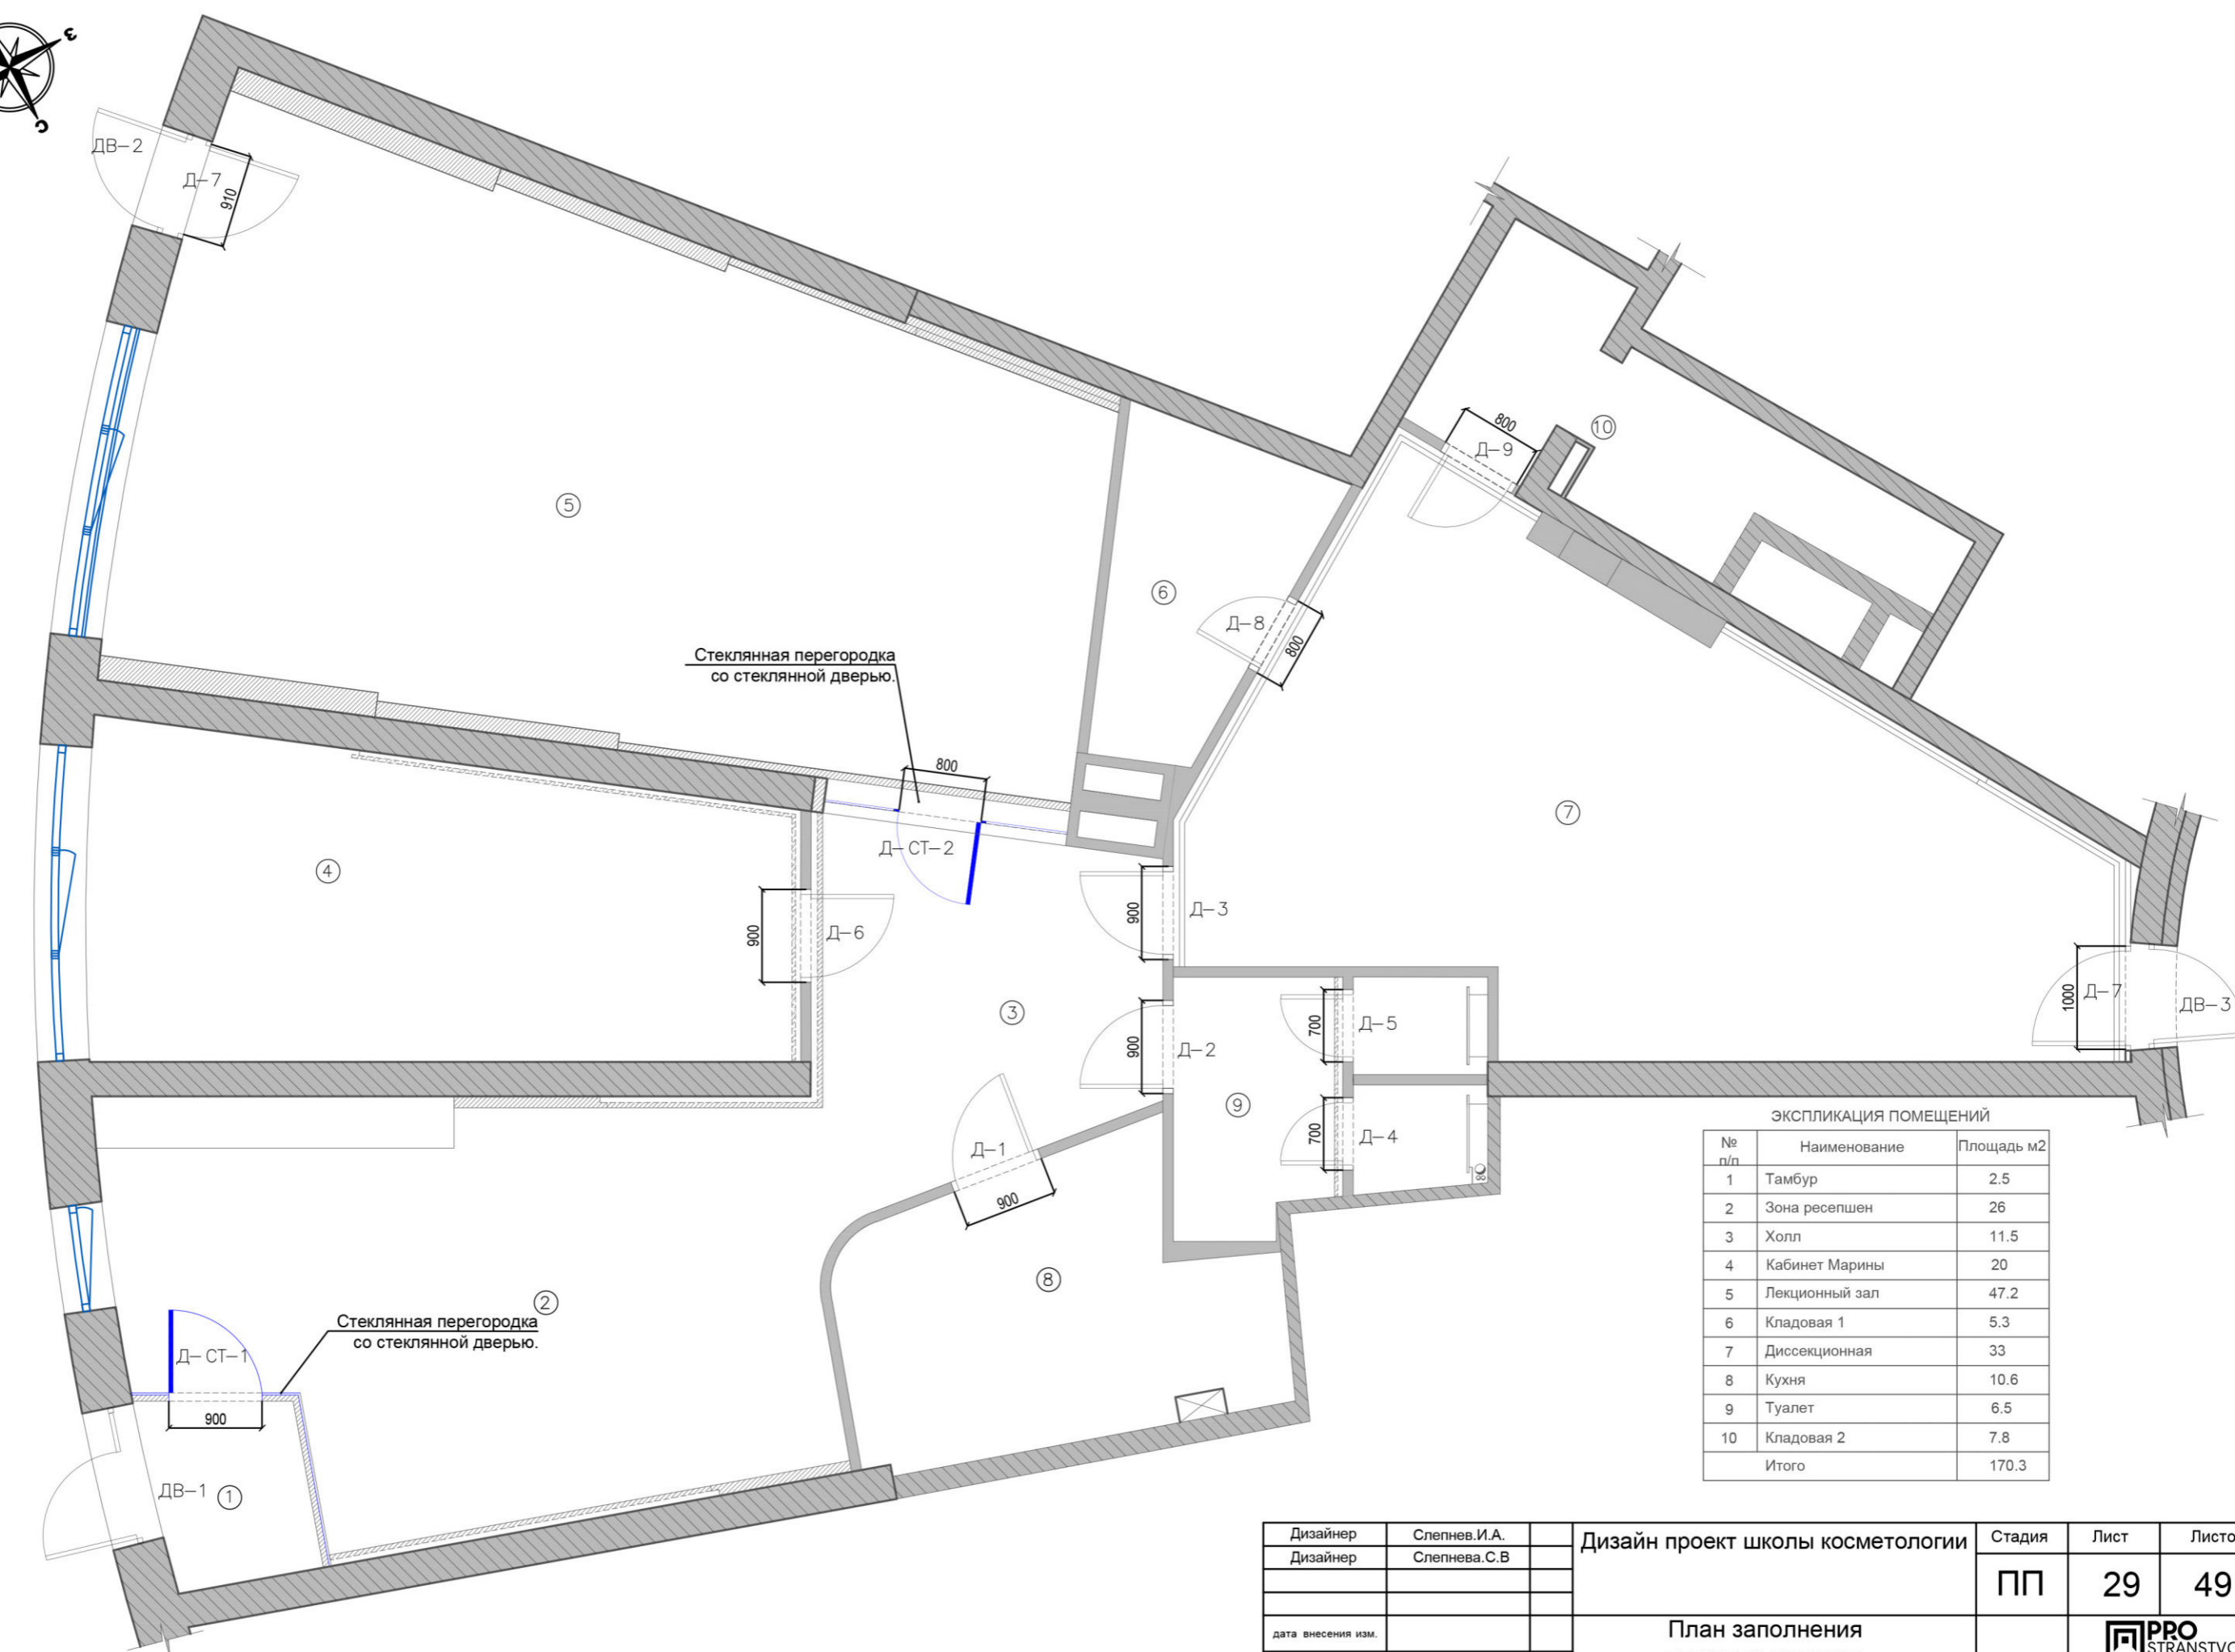 З
С
ДВ-2
Д-7
910
5
Стеклянная перегородка
со стеклянной дверью.
800
Д-СТ-2
6
Д-8
800
800
Д-9
10
7
4
900
Д-6
900
Д-3
3
900
Д-2
700
Д-5
9
700
Д-4
Д-1
900
8
1000
Д-7
ДВ-3
2
Стеклянная перегородка
со стеклянной дверью.
Д-СТ-1
900
ДВ-1
1
ЭКСПЛИКАЦИЯ ПОМЕЩЕНИЙ
№ п/п Наименование Площадь м2
1 Тамбур 2.5
2 Зона ресепшен 26
3 Холл 11.5
4 Кабинет Марины 20
5 Лекционный зал 47.2
6 Кладовая 1 5.3
7 Диссекционная 33
8 Кухня 10.6
9 Туалет 6.5
10 Кладовая 2 7.8
Итого 170.3
Дизайнер Слепнев.И.А. Дизайн проект школы косметологии Стадия Лист Листо
Дизайнер Слепнева.С.В
ПП 29 49
дата внесения изм. План заполнения
PRO
STRANSTVO